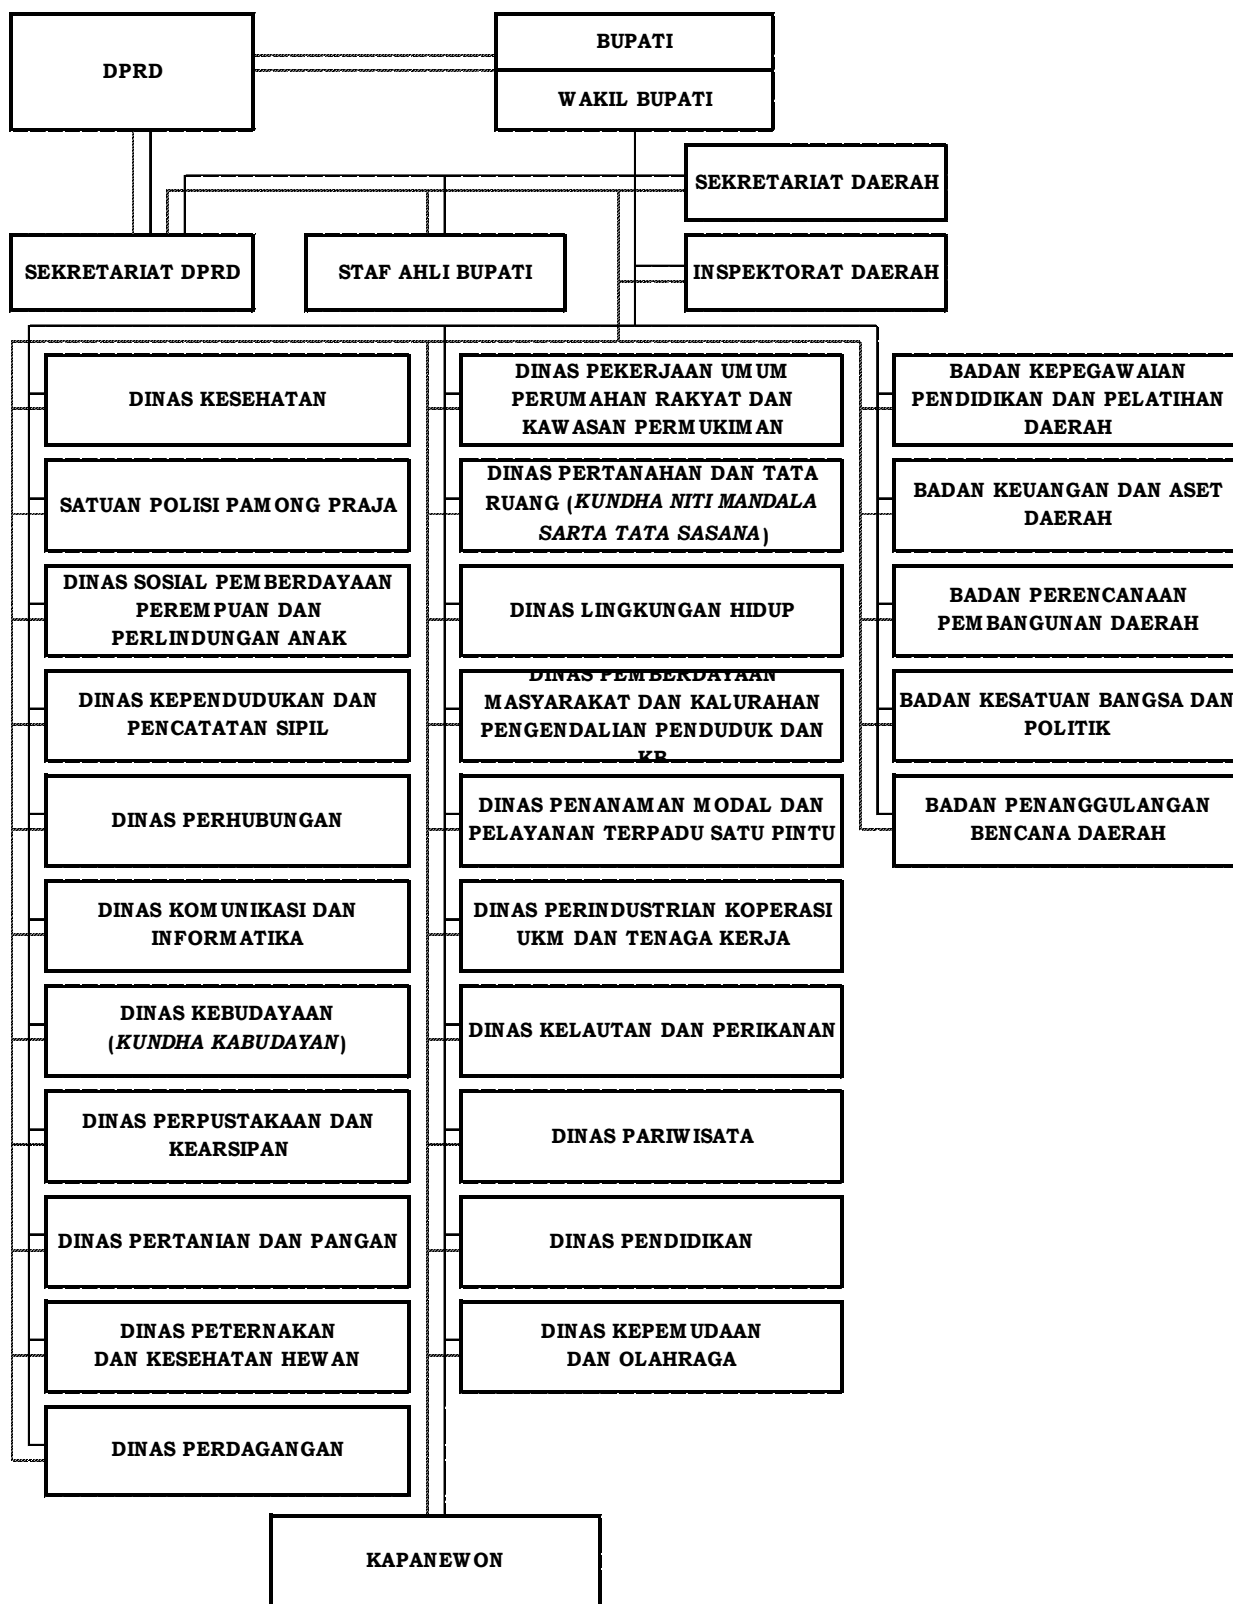 DPRD
BUPATI
WAKIL BUPATI
SEKRETARIAT DAERAH
SEKRETARIAT DPRD
STAF AHLI BUPATI
INSPEKTORAT DAERAH
DINAS KESEHATAN
SATUAN POLISI PAMONG PRAJA
DINAS SOSIAL PEMBERDAYAAN
PEREMPUAN DAN
PERLINDUNGAN ANAK
DINAS KEPENDUDUKAN DAN
PENCATATAN SIPIL
DINAS PERHUBUNGAN
DINAS KOMUNIKASI DAN
INFORMATIKA
DINAS KEBUDAYAAN
(KUNDHA KABUDAYAN)
DINAS PERPUSTAKAAN DAN
KEARSIPAN
DINAS PERTANIAN DAN PANGAN
DINAS PETERNAKAN
DAN KESEHATAN HEWAN
DINAS PERDAGANGAN
DINAS PEKERJAAN UMUM
PERUMAHAN RAKYAT DAN
KAWASAN PERMUKIMAN
DINAS PERTANAHAN DAN TATA
RUANG (KUNDHA NITI MANDALA
SARTA TATA SASANA)
DINAS LINGKUNGAN HIDUP
DINAS PEMBERDAYAAN
MASYARAKAT DAN KALURAHAN
PENGENDALIAN PENDUDUK DAN
KB
DINAS PENANAMAN MODAL DAN
PELAYANAN TERPADU SATU PINTU
DINAS PERINDUSTRIAN KOPERASI
UKM DAN TENAGA KERJA
DINAS KELAUTAN DAN PERIKANAN
DINAS PARIWISATA
DINAS PENDIDIKAN
DINAS KEPEMUDAAN
DAN OLAHRAGA
BADAN KEPEGAWAIAN
PENDIDIKAN DAN PELATIHAN
DAERAH
BADAN KEUANGAN DAN ASET
DAERAH
BADAN PERENCANAAN
PEMBANGUNAN DAERAH
BADAN KESATUAN BANGSA DAN
POLITIK
BADAN PENANGGULANGAN
BENCANA DAERAH
KAPANEWON